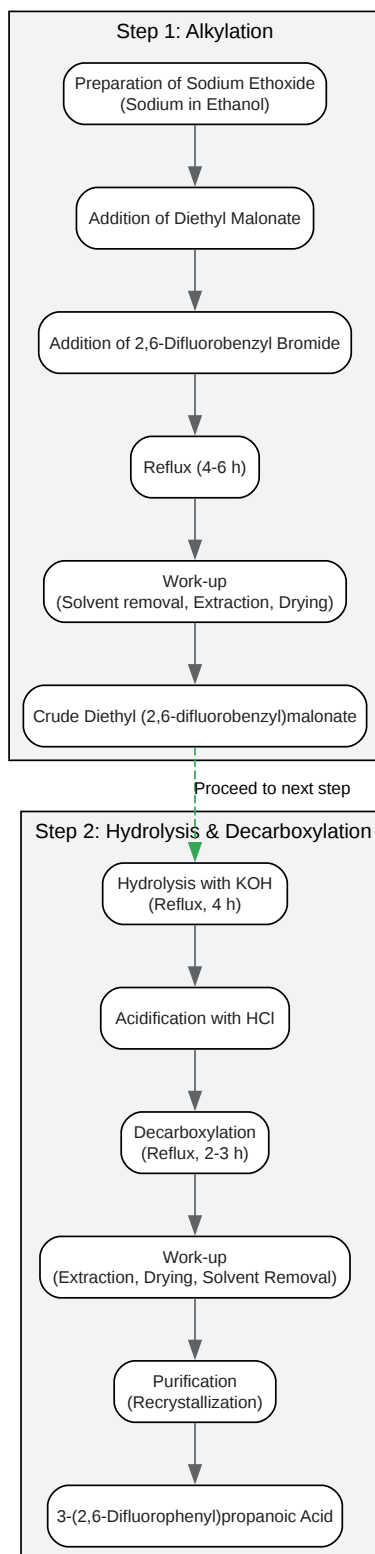 Step 1: Alkylation
Preparation of Sodium Ethoxide
(Sodium in Ethanol)
Addition of Diethyl Malonate
Addition of 2,6-Difluorobenzyl Bromide
Reflux (4-6 h)
Work-up
(Solvent removal, Extraction, Drying)
Crude Diethyl (2,6-difluorobenzyl)malonate
Proceed to next step
Step 2: Hydrolysis & Decarboxylation
Hydrolysis with KOH
(Reflux, 4 h)
Acidification with HCl
Decarboxylation
(Reflux, 2-3 h)
Work-up
(Extraction, Drying, Solvent Removal)
Purification
(Recrystallization)
3-(2,6-Difluorophenyl)propanoic Acid